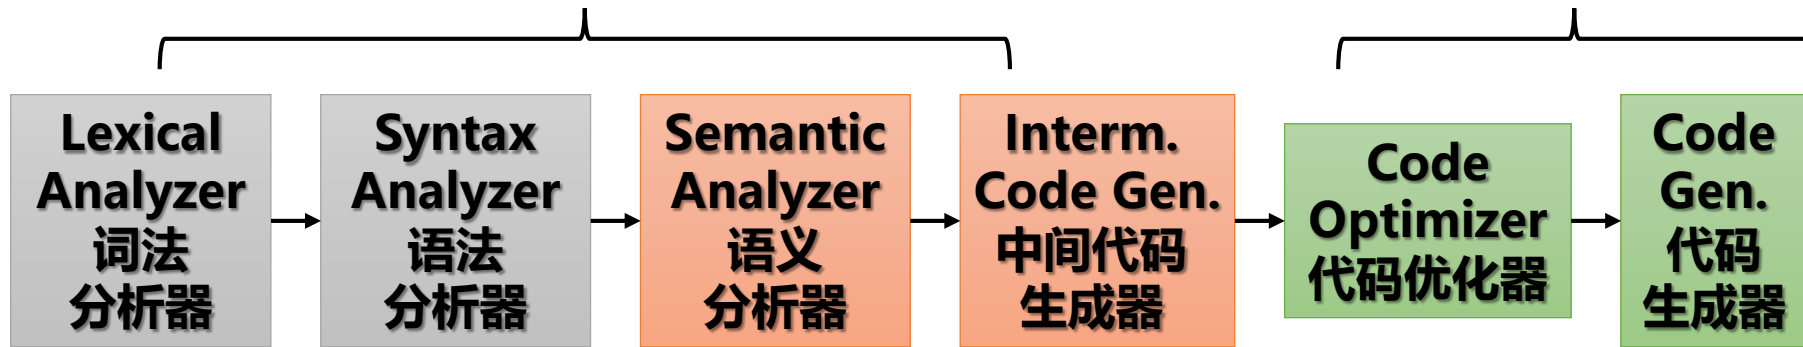 Lexical
Analyzer
词法
分析器
Syntax
Analyzer
语法
分析器
Semantic
Analyzer
语义
分析器
Interm.
Code Gen.
中间代码
生成器
Code
Optimizer
代码优化器
Code
Gen.
代码
生成器